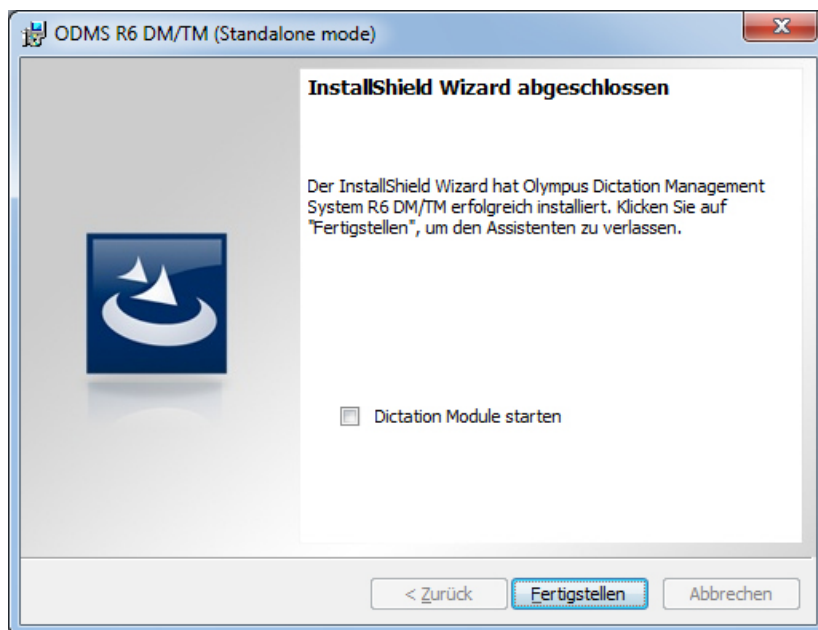 ODMS R6 DM/TM (Standalone mode)
InstallShield Wizard abgeschlossen
Der InstallShield Wizard hat Olympus Dictation Management
System R6 DM/TM erfolgreich installiert. Klicken Sie auf
"Fertigstellen", um den Assistenten zu verlassen.
Dictation Module starten
< Zurück Fertigstellen Abbrechen